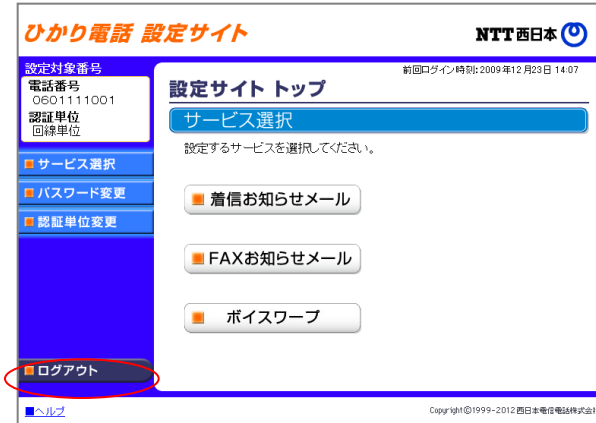 ひかり電話 設定サイト
NTT西日本
設定対象番号
電話番号
0601111001
認証単位
回線単位
前回ログイン時刻:2009年12月23日 14:07
設定サイト トップ
サービス選択
設定するサービスを選択してください。
サービス選択
パスワード変更
認証単位変更
着信お知らせメール
FAXお知らせメール
ボイスワープ
ログアウト
■ヘルプ
Copyright©1999-2012 西日本電信電話株式会